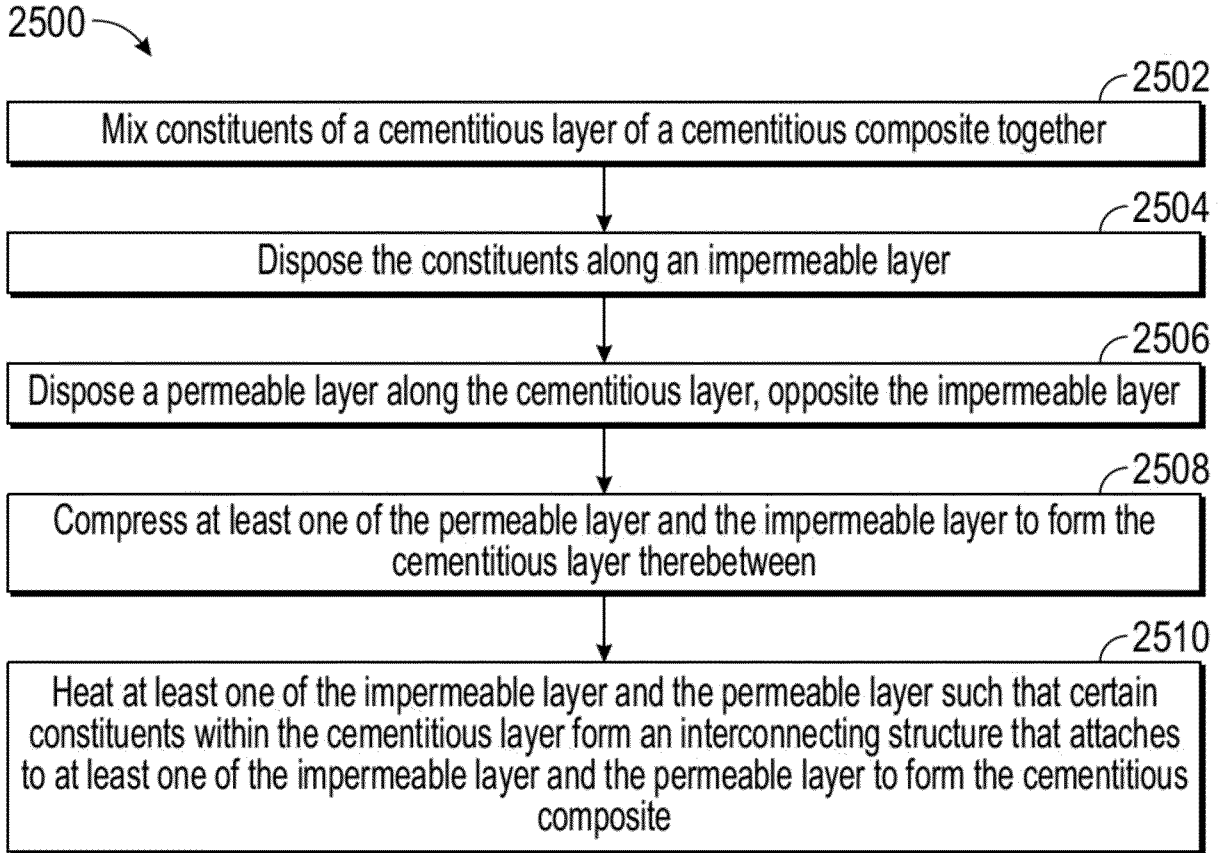 2500
2502
Mix constituents of a cementitious layer of a cementitious composite together
2504
Dispose the constituents along an impermeable layer
2506
Dispose a permeable layer along the cementitious layer, opposite the impermeable layer
2508
Compress at least one of the permeable layer and the impermeable layer to form the
cementitious layer therebetween
2510
Heat at least one of the impermeable layer and the permeable layer such that certain
constituents within the cementitious layer form an interconnecting structure that attaches
to at least one of the impermeable layer and the permeable layer to form the cementitious
composite